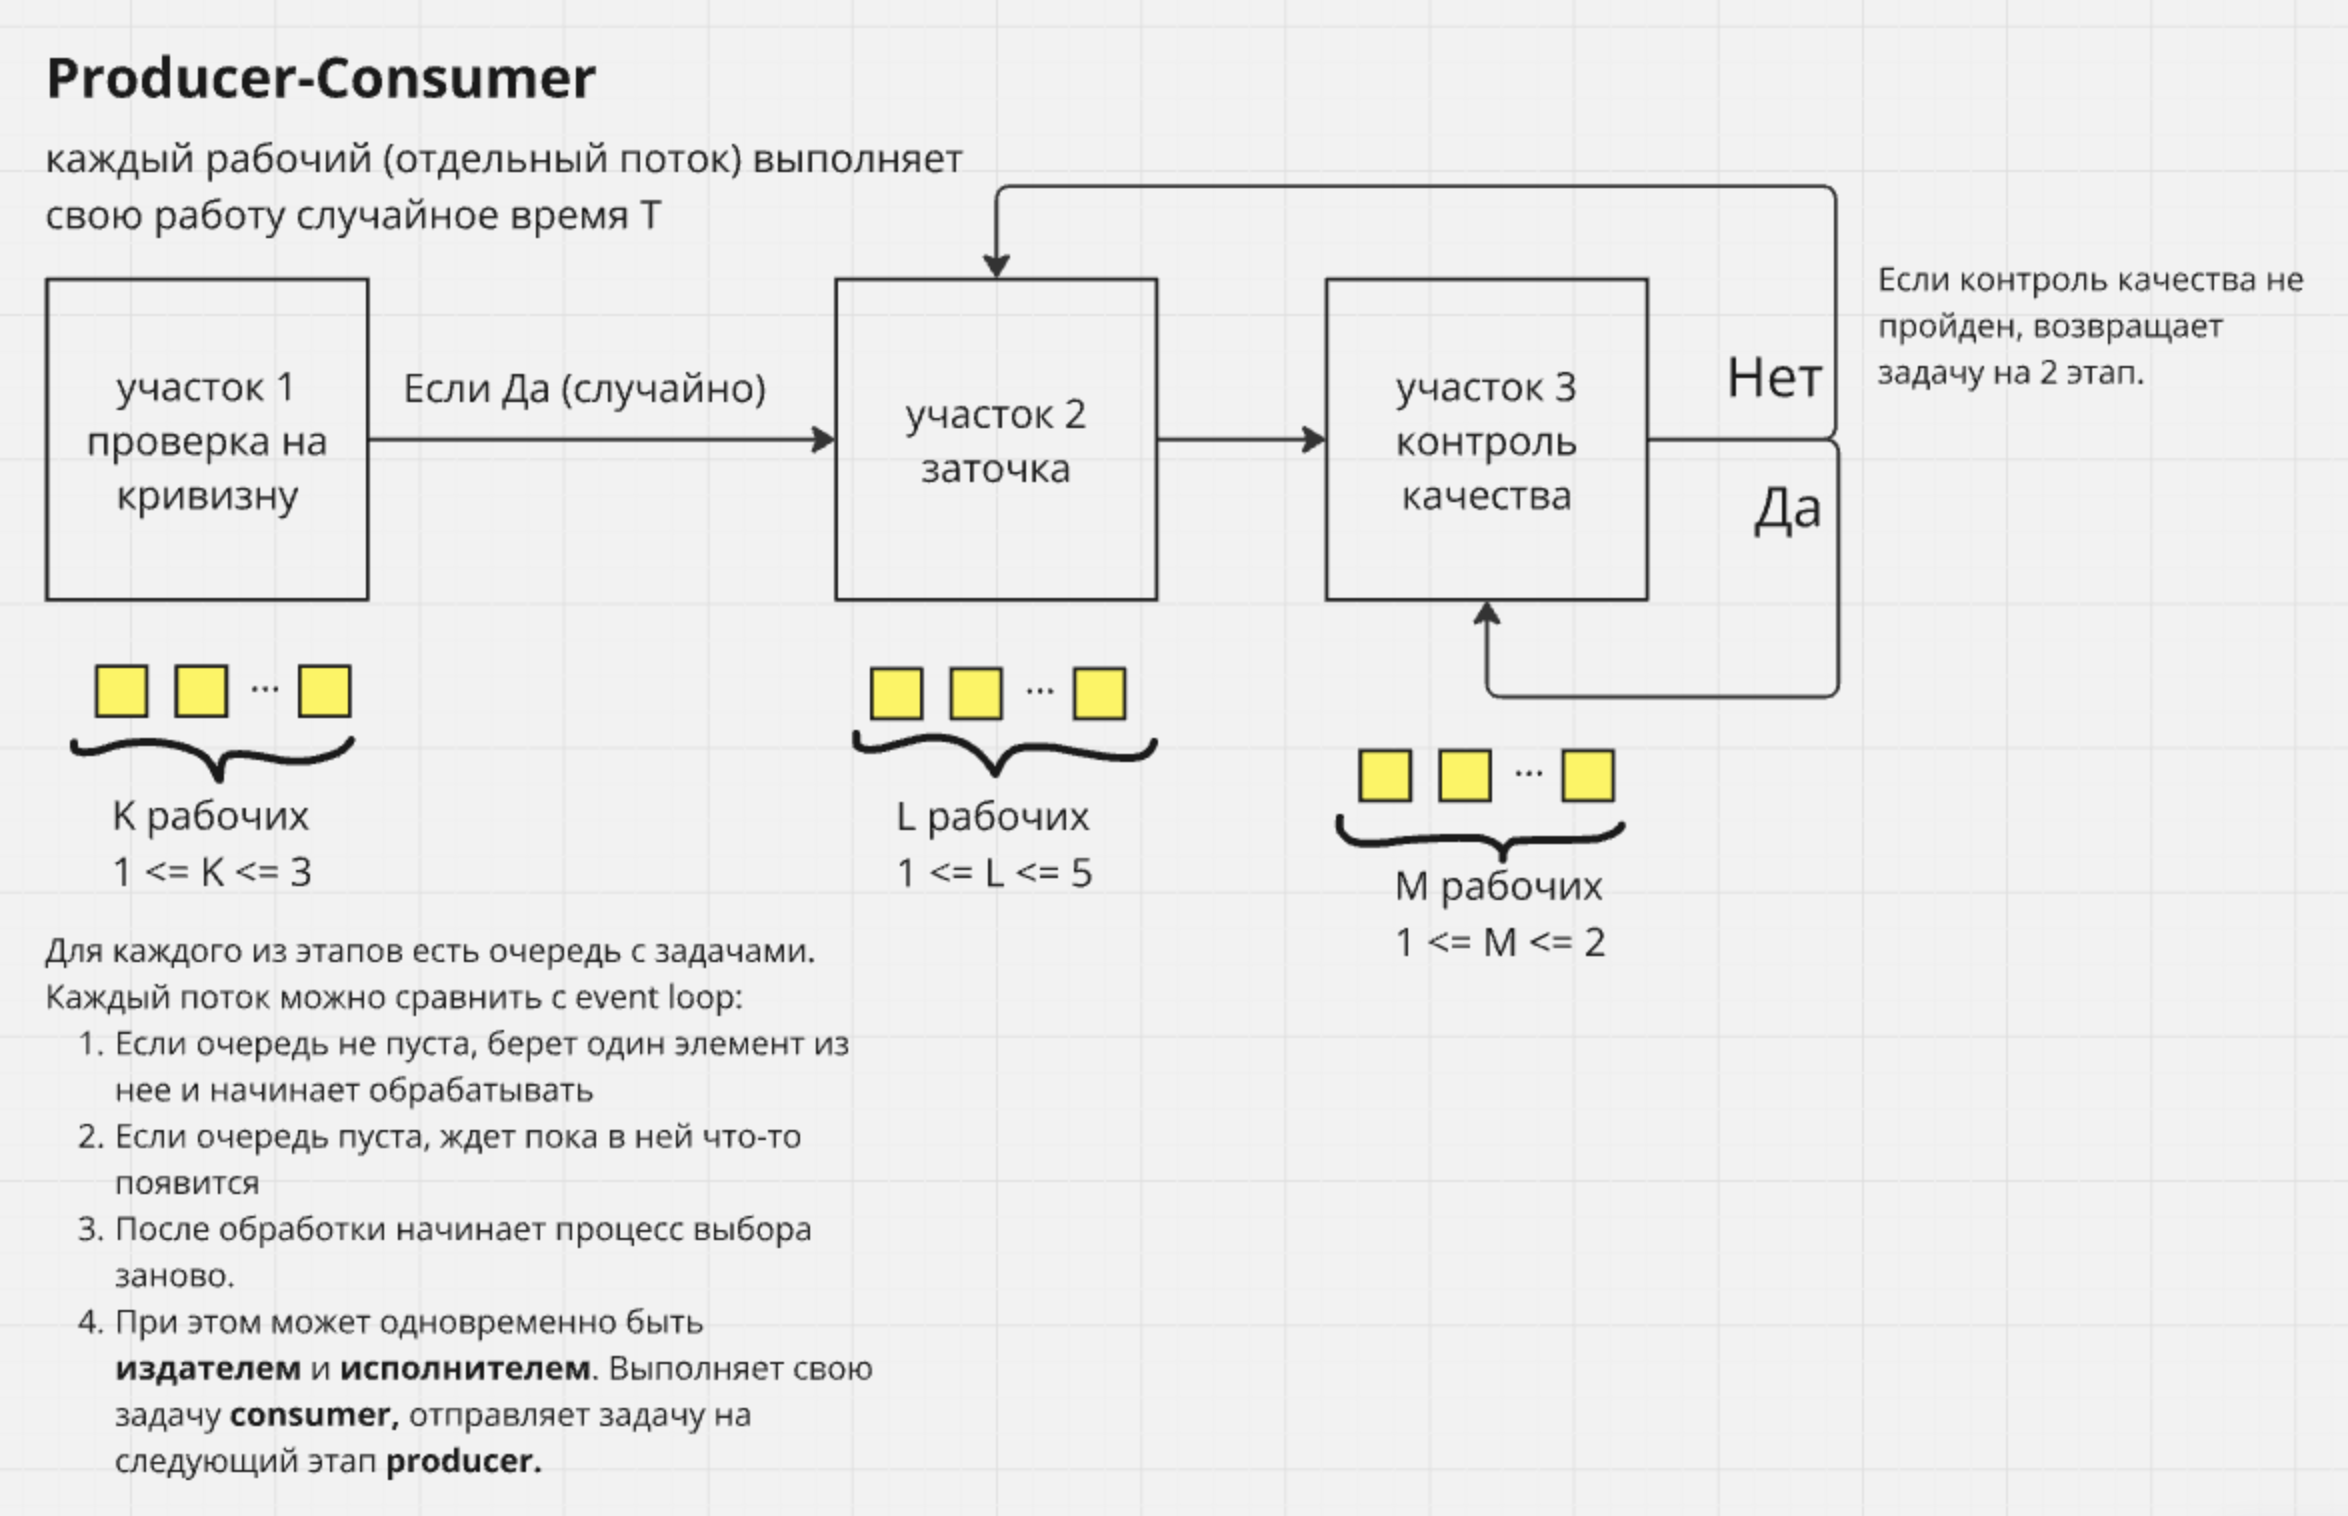 Producer-Consumer
каждый рабочий (отдельный поток) выполняет
свою работу случайное время T
участок 1
проверка на
кривизну
Если Да (случайно)
участок 2
заточка
участок 3
контроль
качества
Нет
Да
Если контроль качества не
пройден, возвращает
задачу на 2 этап.
...
K рабочих
1 <= K <= 3
...
L рабочих
1 <= L <= 5
...
M рабочих
1 <= M <= 2
Для каждого из этапов есть очередь с задачами.
Каждый поток можно сравнить с event loop:
1. Если очередь не пуста, берет один элемент из
нее и начинает обрабатывать
2. Если очередь пуста, ждет пока в ней что-то
появится
3. После обработки начинает процесс выбора
заново.
4. При этом может одновременно быть
издателем и исполнителем. Выполняет свою
задачу consumer, отправляет задачу на
следующий этап producer.